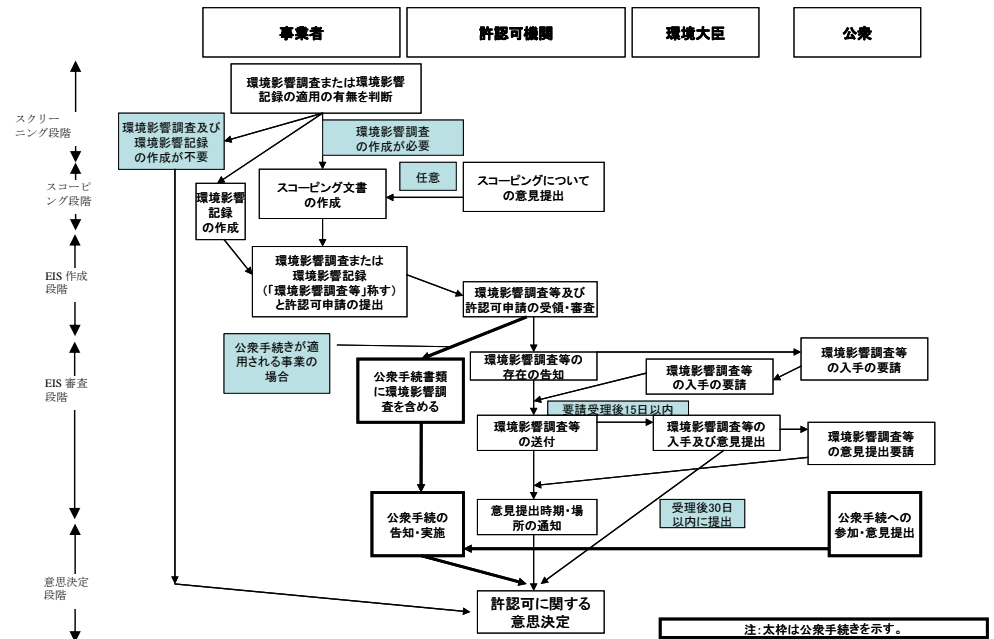 事業者
許認可機関
環境大臣
公衆
スクリー
ニング段階
環境影響調査または環境影響
記録の適用の有無を判断
環境影響調査及び
環境影響記録
の作成が不要
環境影響調査
の作成が必要
スコーピ
ング段階
環境影響
記録
の作成
スコーピング文書
の作成
任意
スコーピングについて
の意見提出
EIS 作成
段階
環境影響調査または
環境影響記録
(「環境影響調査等」称す)
と許認可申請の提出
環境影響調査等及び
許認可申請の受領・審査
EIS 審査
段階
公衆手続きが適
用される事業の
場合
公衆手続書類
に環境影響調
査を含める
環境影響調査等の
存在の告知
環境影響調査等
の入手の要請
環境影響調査等
の入手の要請
要請受理後15日以内
環境影響調査等
の送付
環境影響調査等の
入手及び意見提出
環境影響調査等
の意見提出要請
公衆手続の
告知・実施
意見提出時期・場
所の通知
受理後30日
以内に提出
公衆手続への
参加・意見提出
意思決定
段階
許認可に関する
意思決定
注：太枠は公衆手続きを示す。